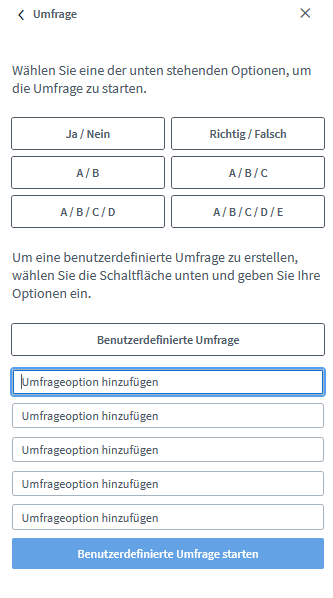 Umfrage
Wählen Sie eine der unten stehenden Optionen, um
die Umfrage zu starten.
Ja / Nein
Richtig / Falsch
A / B
A / B / C
A / B / C / D
A / B / C / D / E
Um eine benutzerdefinierte Umfrage zu erstellen,
wählen Sie die Schaltfläche unten und geben Sie Ihre
Optionen ein.
Benutzerdefinierte Umfrage
Umfrageoption hinzufügen
Umfrageoption hinzufügen
Umfrageoption hinzufügen
Umfrageoption hinzufügen
Umfrageoption hinzufügen
Benutzerdefinierte Umfrage starten